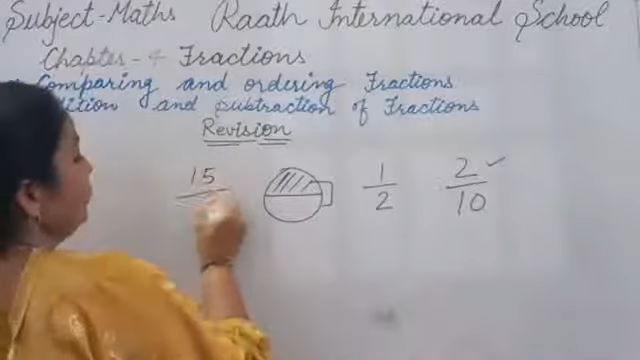 Subject-Maths Raath International School
Chapter-4 Fractions
Comparing and ordering Fractions
dition and subtraction of Fractions
Revision
15 1/2 2/10 ✓